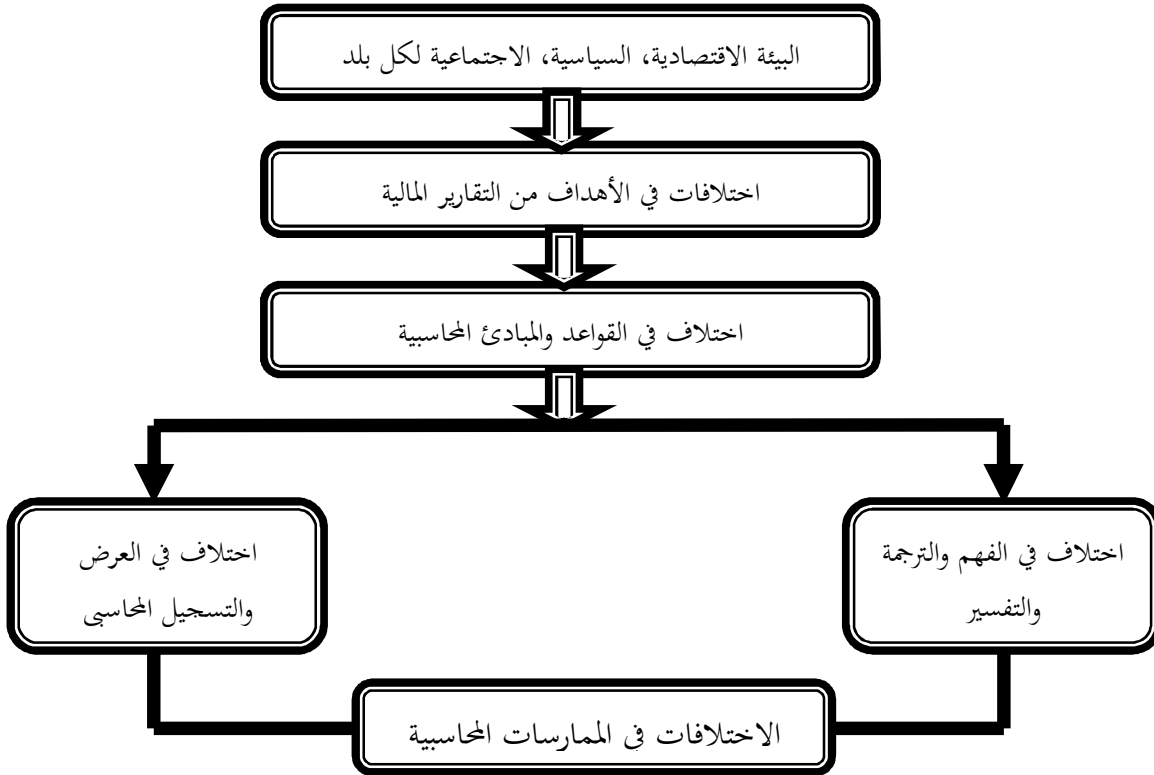 البيئة الاقتصادية، السياسية، الاجتماعية لكل بلد
اختلافات في الأهداف من التقارير المالية
اختلاف في القواعد والمبادئ المحاسبية
اختلاف في الفهم والترجمة
والتفسير
اختلاف في العرض
والتسجيل المحاسبي
الاختلافات في الممارسات المحاسبية